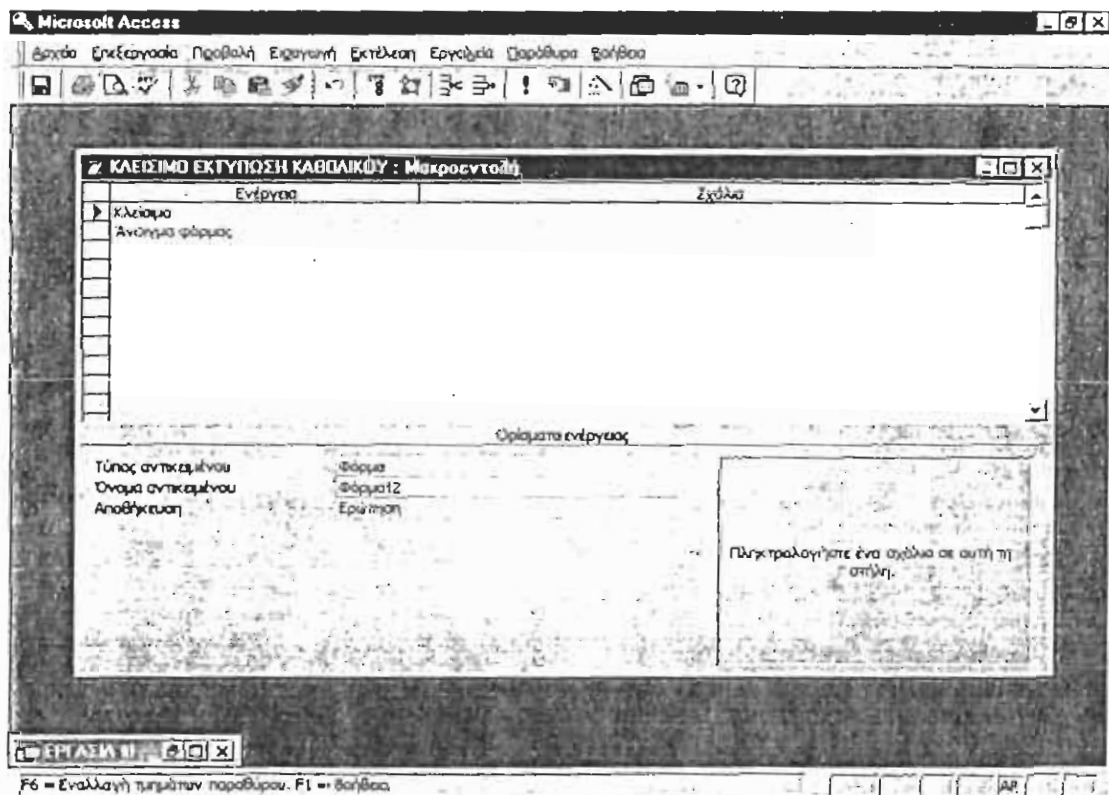 Microsoft Access
Αρχείο Επεξεργασία Προβολή Εισαγωγή Εκτέλεση Εργαλεία Παράθυρο Βοήθεια
ΚΛΕΙΣΙΜΟ ΕΚΤΥΠΩΣΗ ΚΑΘΟΛΙΚΟΥ : Μακροεντολή
Ενέργεια Σχόλια
Κλείσιμο
Άνοιγμα φόρμας
Ορίσματα ενέργειας
Τύπος αντικειμένου Φόρμα
Όνομα αντικειμένου Φόρμα12
Αποθήκευση Ερώτηση
Πληκτρολογήστε ένα σχόλιο σε αυτή τη
στήλη.
ΕΡΓΑΣΙΑ
F6 = Εναλλαγή τμημάτων παραθύρου. F1 = Βοήθεια.